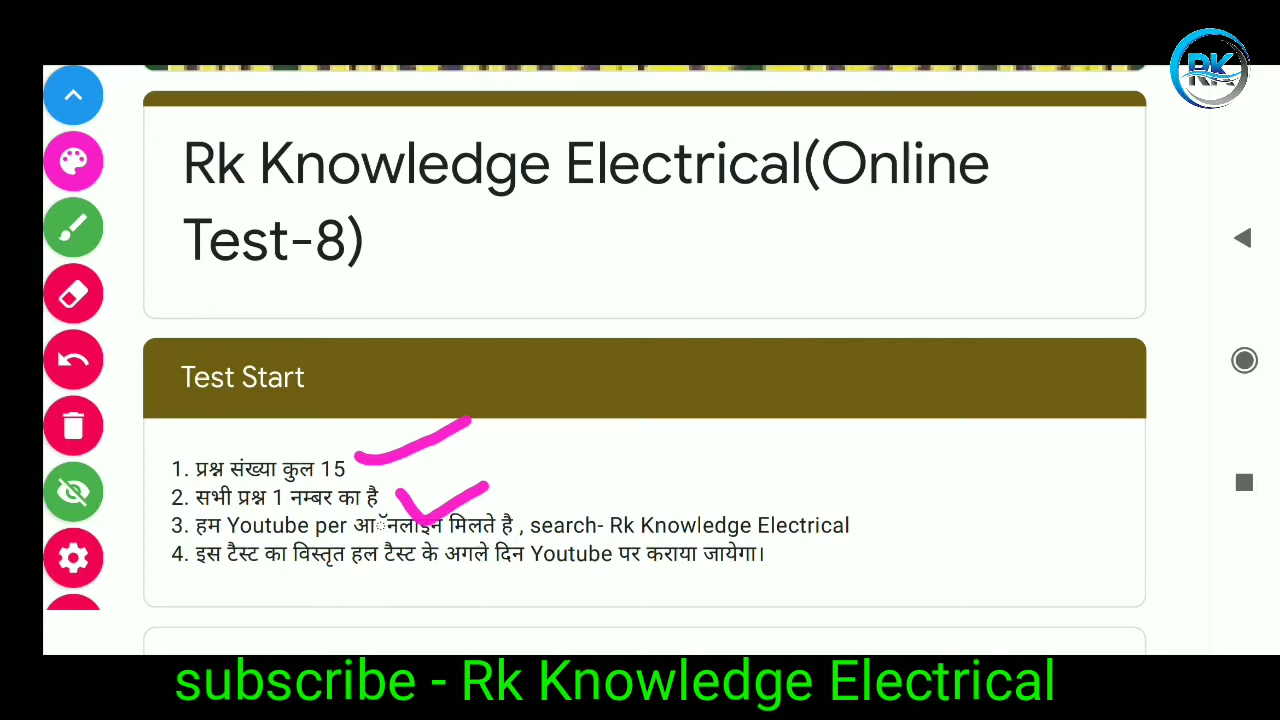 RK
Rk Knowledge Electrical(Online
Test-8)
Test Start
1. प्रश्न संख्या कुल 15
2. सभी प्रश्न 1 नम्बर का है
3. हम Youtube per आॅनलाइन मिलते है , search- Rk Knowledge Electrical
4. इस टैस्ट का विस्तृत हल टैस्ट के अगले दिन Youtube पर कराया जायेगा।
subscribe - Rk Knowledge Electrical